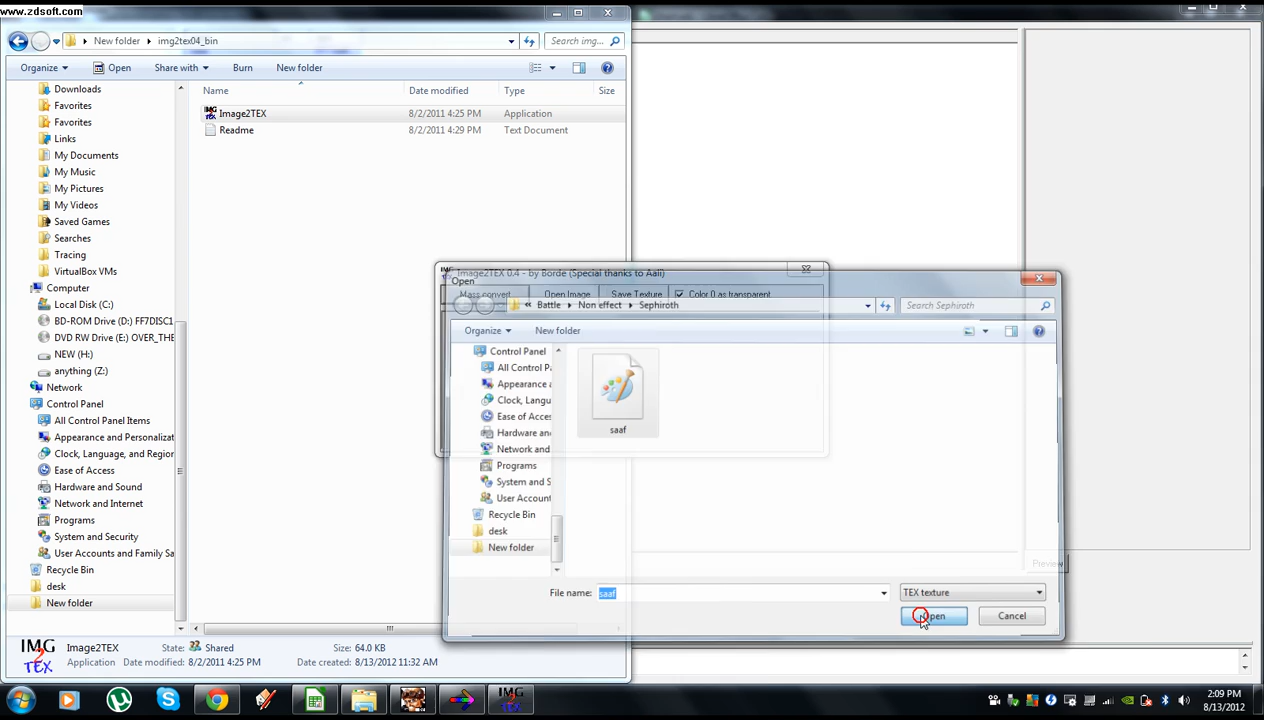 www.zdsoft.com
New folder
img2tex04_bin
Search img...
Organize
Open
Share with
Burn
New folder
Name
Date modified
Type
Size
Image2TEX
8/2/2011 4:25 PM
Application
Readme
8/2/2011 4:29 PM
Text Document
Downloads
Favorites
Favorites
Links
My Documents
My Music
My Pictures
My Videos
Saved Games
Searches
Tracing
VirtualBox VMs
Computer
Local Disk (C:)
BD-ROM Drive (D:) FF7DISC1
DVD RW Drive (E:) OVER_THE
NEW (H:)
anything (Z:)
Network
Control Panel
All Control Panel Items
Appearance and Personalizat
Clock, Language, and Region
Ease of Access
Hardware and Sound
Network and Internet
Programs
System and Security
User Accounts and Family Sa
Recycle Bin
desk
New folder
Image2TEX 0.4 - by Borde (Special thanks to Aali)
Mass convert
Open Image
Save Texture
Color 0 as transparent
Open
« Battle
Non effect
Sephiroth
Search Sephiroth
Organize
New folder
Control Panel
All Control P
Appearance a
Clock, Langu
Ease of Acces
Hardware an
Network and
Programs
System and S
User Account
Recycle Bin
desk
New folder
saaf
Preview
File name:
saaf
TEX texture
Open
Cancel
IMG
2
TEX
Image2TEX
Application
State:
Shared
Date modified: 8/2/2011 4:25 PM
Size: 64.0 KB
Date created: 8/13/2012 11:32 AM
IMG
2
TEX
2:09 PM
8/13/2012